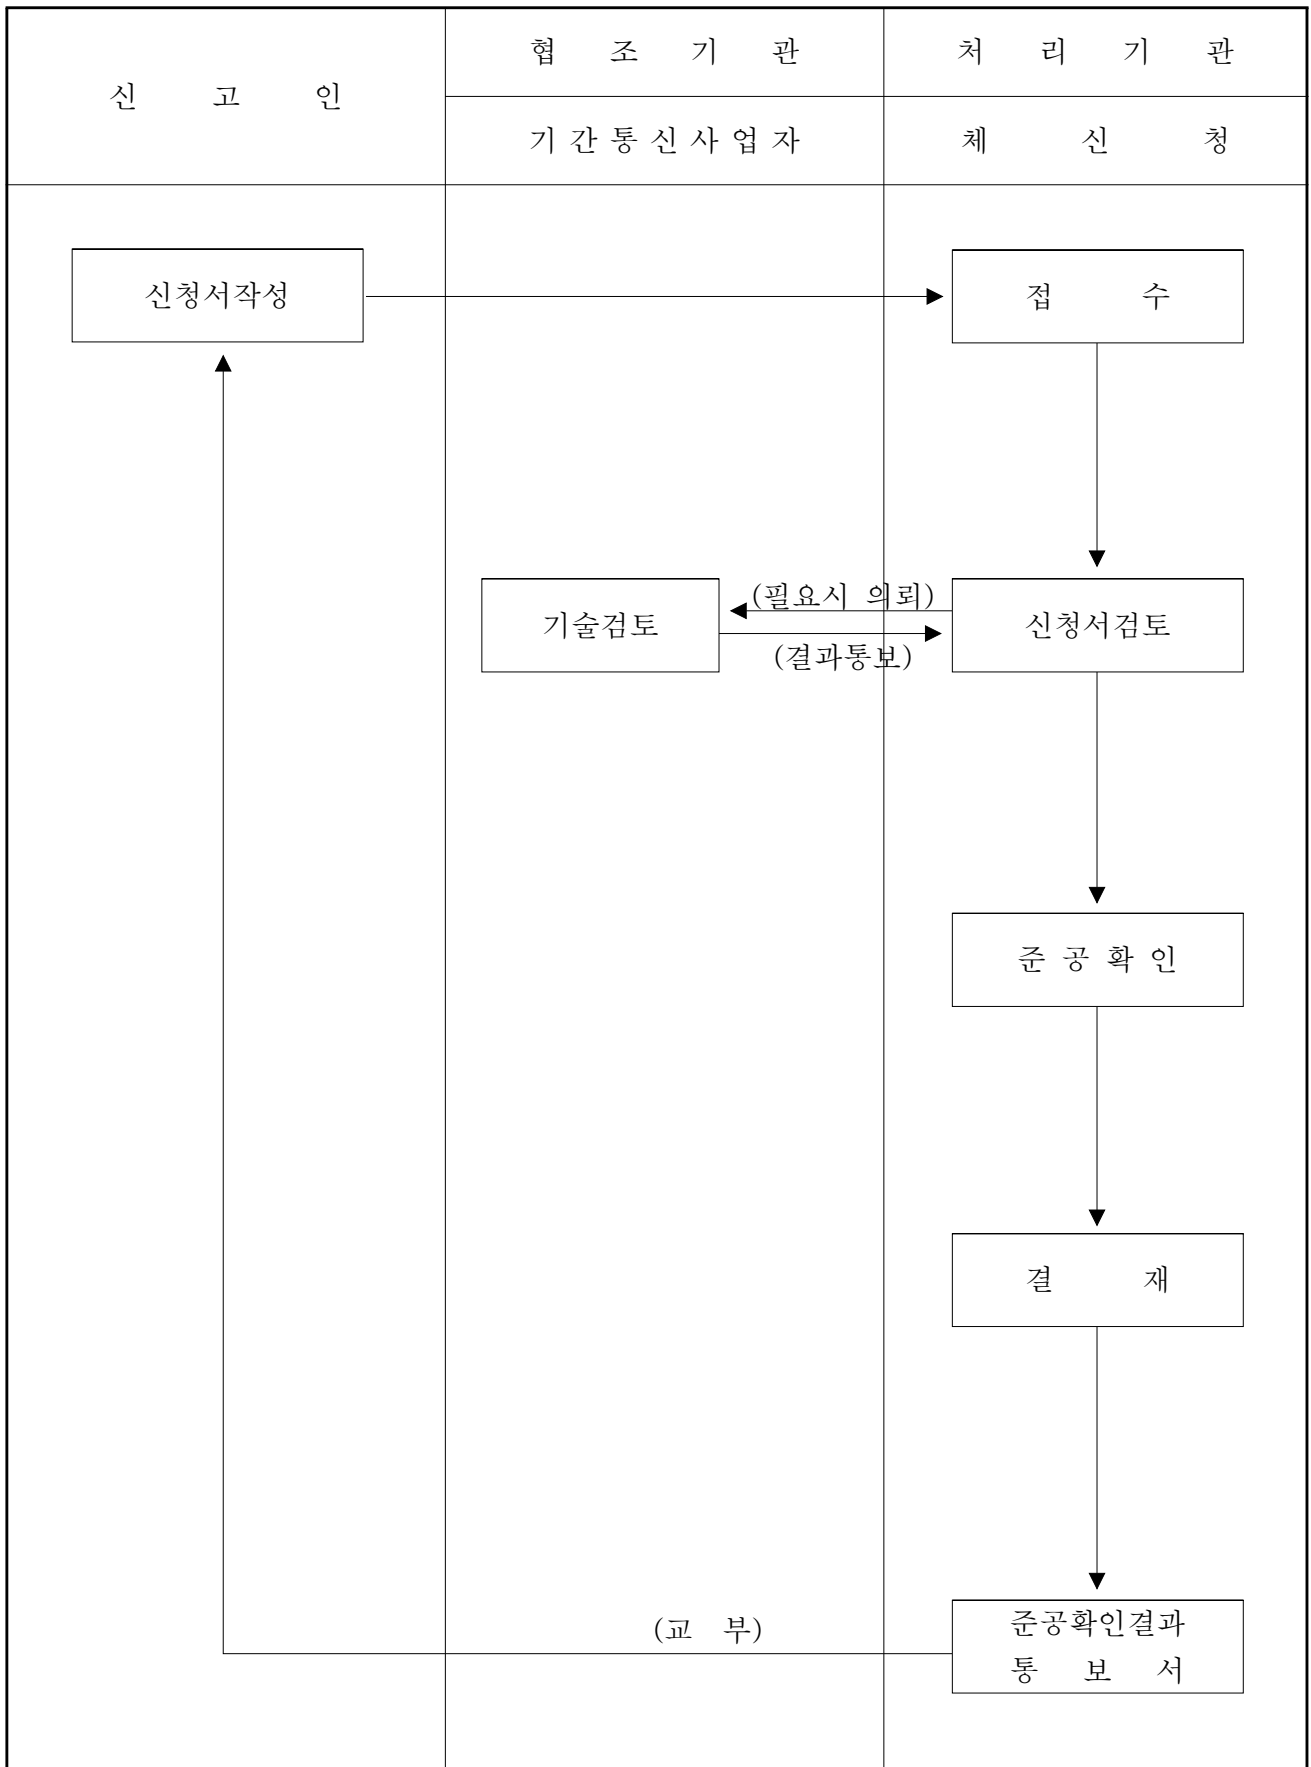 신 고 인
협 조 기 관
처 리 기 관
기 간 통 신 사 업 자
체 신 청
신청서작성
접 수
(필요시 의뢰)
기술검토
신청서검토
(결과통보)
준 공 확 인
결 재
(교 부)
준공확인결과
통 보 서